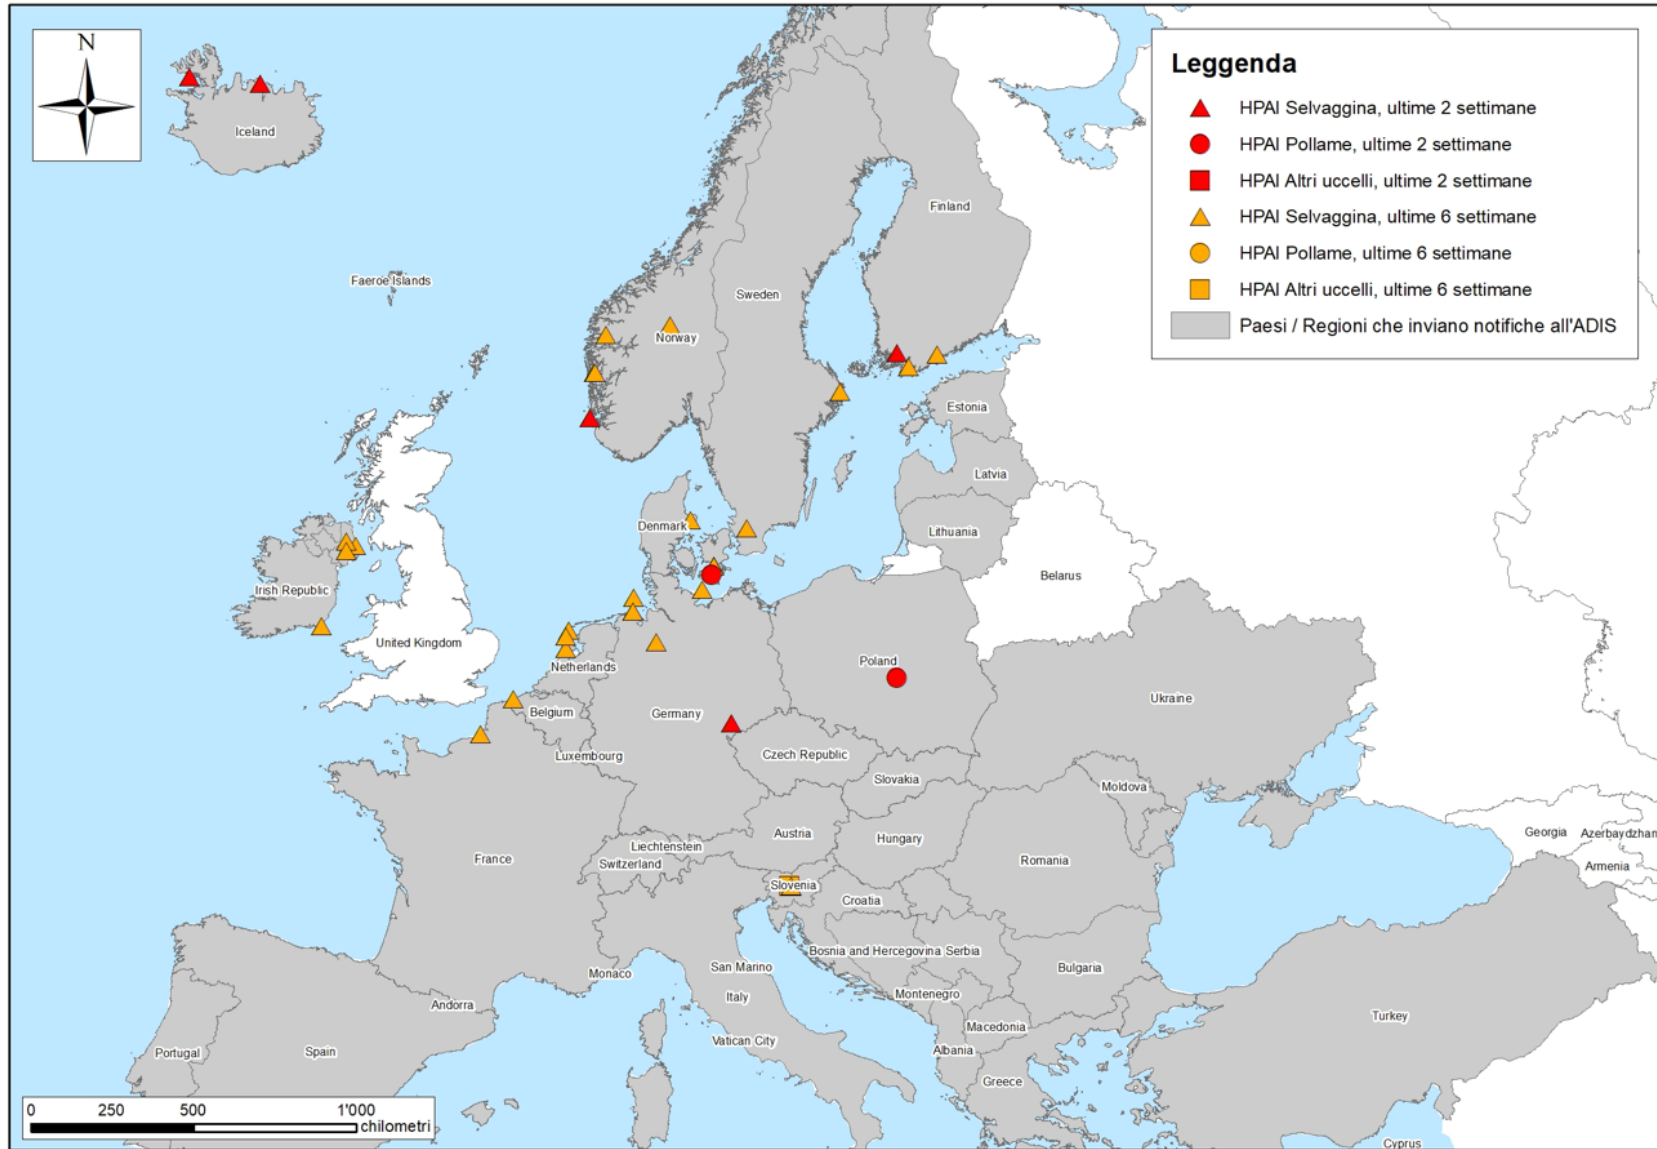 N
Leggenda
HPAI Selvaggina, ultime 2 settimane
HPAI Pollame, ultime 2 settimane
HPAI Altri uccelli, ultime 2 settimane
HPAI Selvaggina, ultime 6 settimane
HPAI Pollame, ultime 6 settimane
HPAI Altri uccelli, ultime 6 settimane
Paesi / Regioni che inviano notifiche all'ADIS
Iceland
Finland
Faeroe Islands
Sweden
Norway
Estonia
Latvia
Denmark
Lithuania
Belarus
Irish Republic
United Kingdom
Poland
Netherlands
Ukraine
Belgium
Germany
Luxembourg
Czech Republic
Slovakia
Moldova
Austria
Georgia
Azerbaydzhan
Hungary
Liechtenstein
France
Switzerland
Romania
Armenia
Slovenia
Croatia
Bosnia and Hercegovina
Serbia
San Marino
Bulgaria
Monaco
Italy
Montenegro
Andorra
Turkey
Macedonia
Vatican City
Portugal
Spain
Albania
Greece
0 250 500 1'000
chilometri
Cyprus